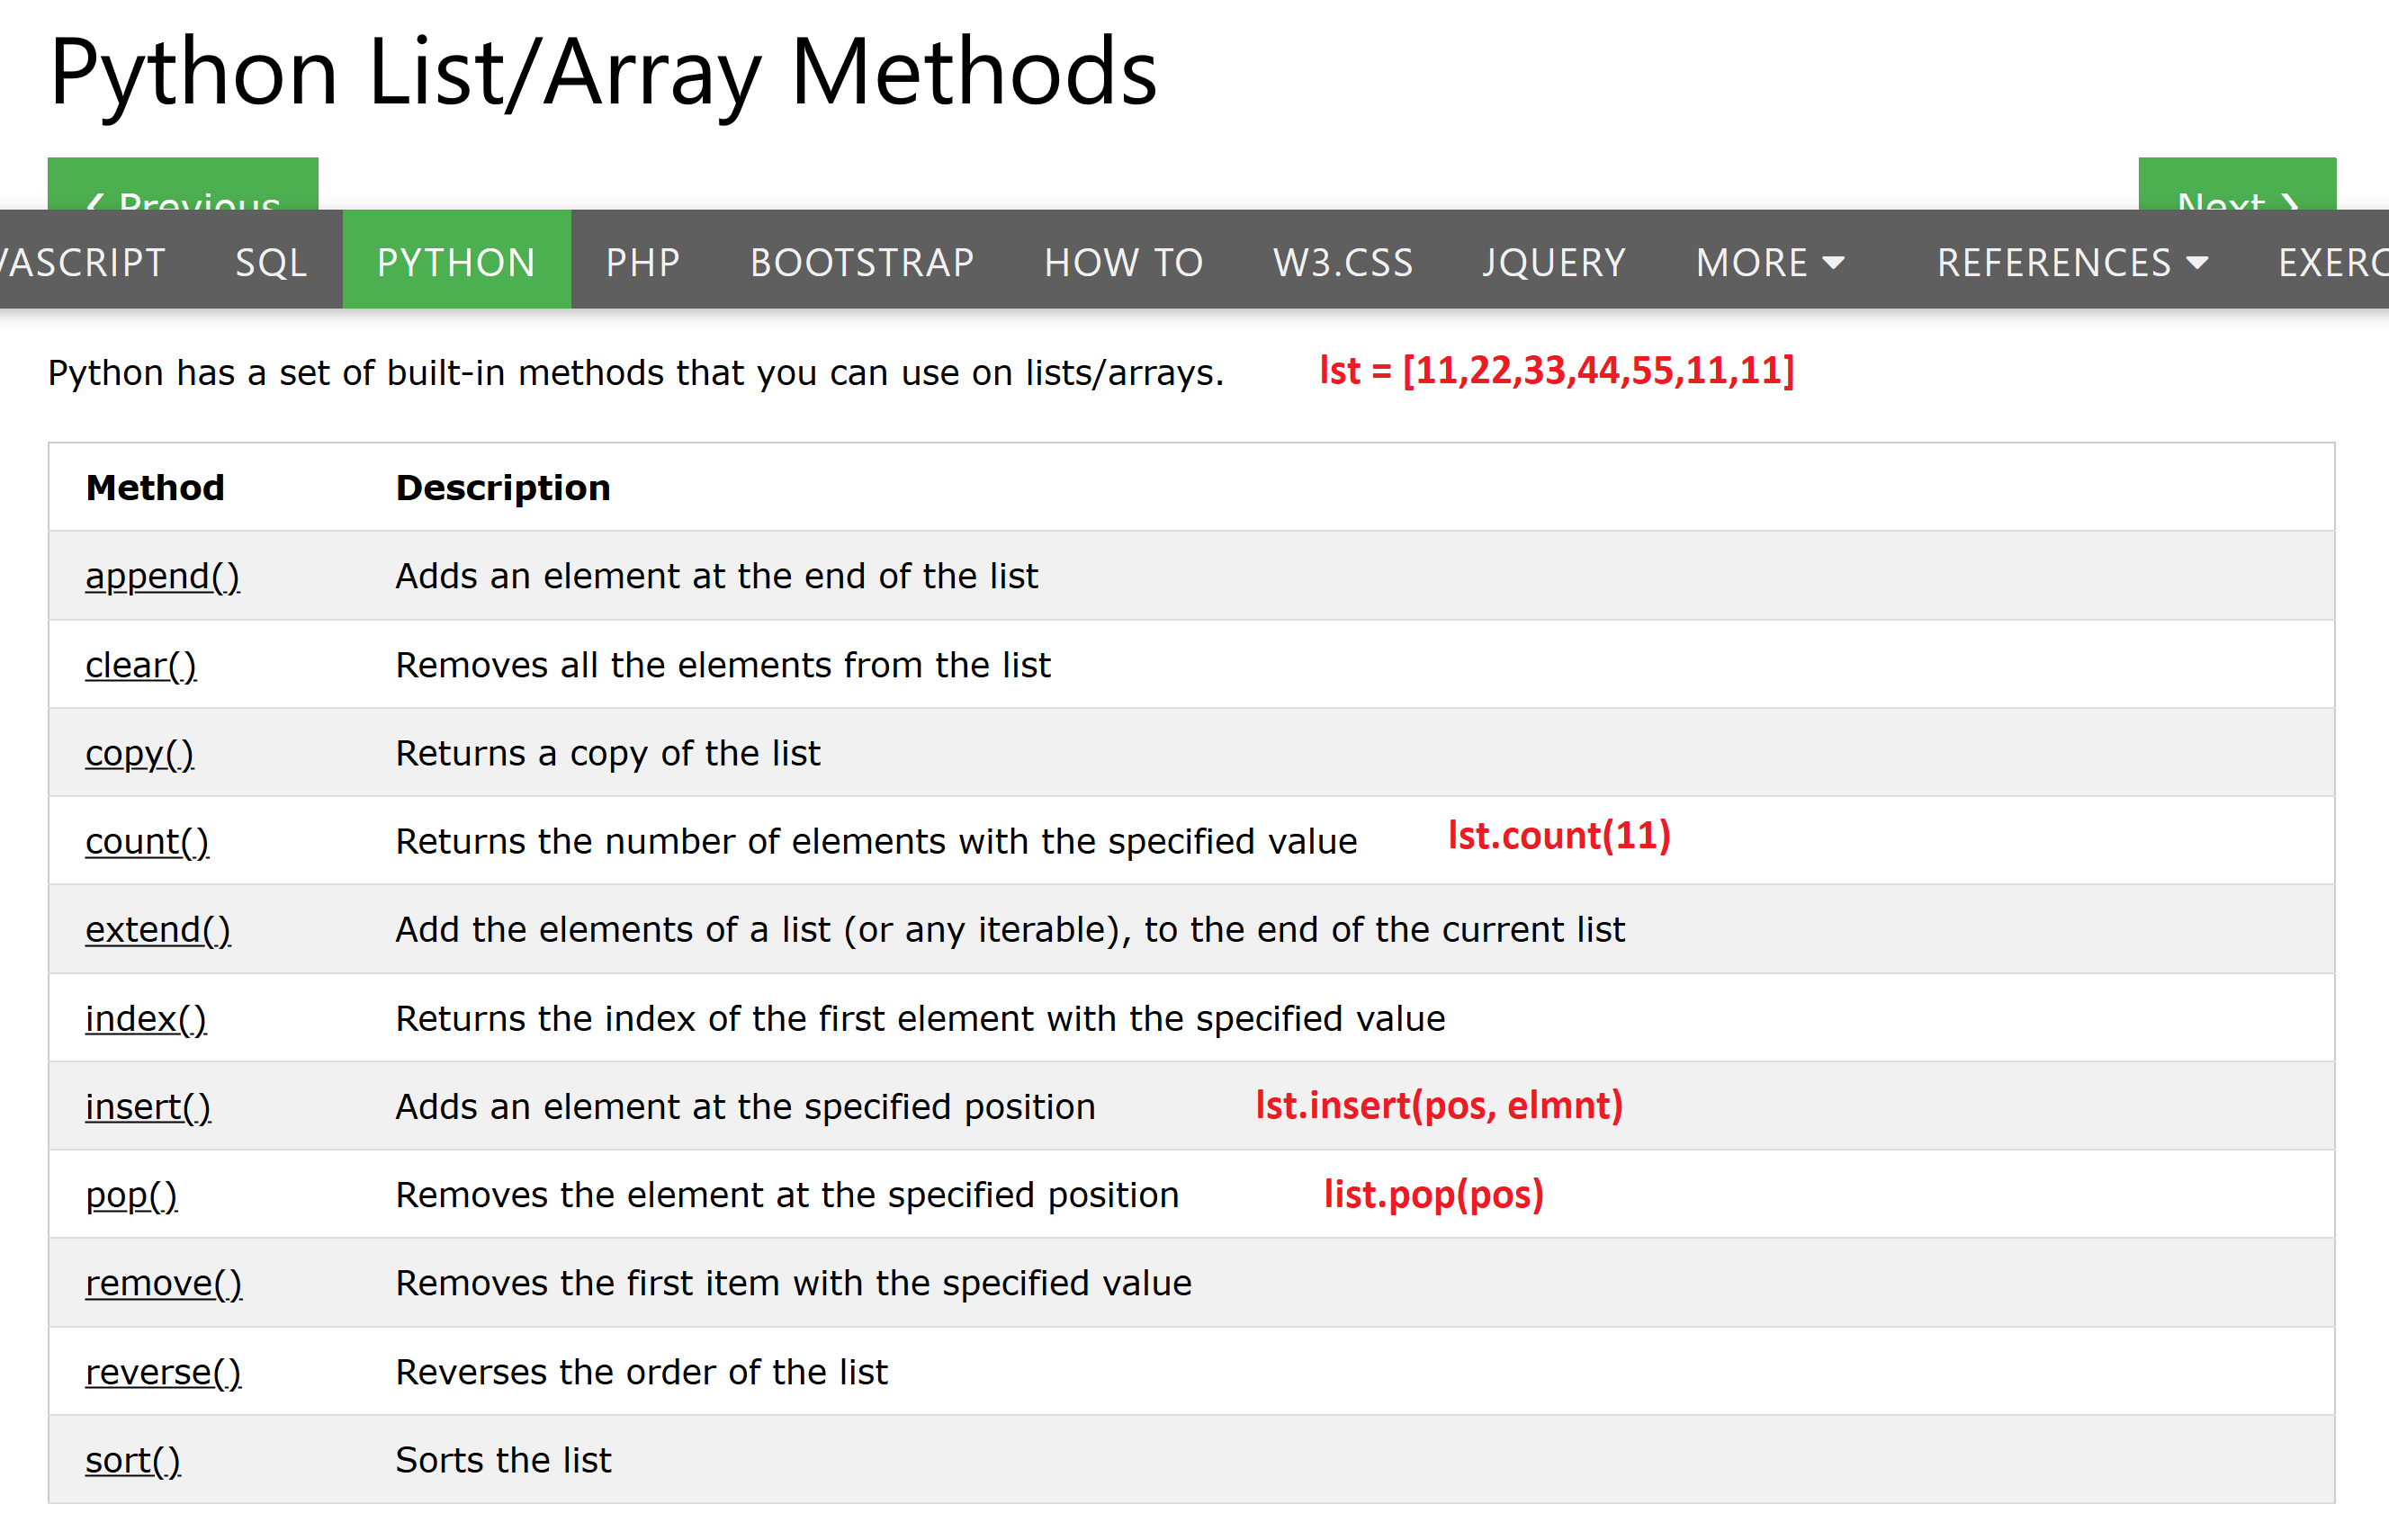 Python List/Array Methods
❮ Previous
Next ❯
VASCRIPT SQL PYTHON PHP BOOTSTRAP HOW TO W3.CSS JQUERY MORE REFERENCES EXERC
Python has a set of built-in methods that you can use on lists/arrays. lst = [11,22,33,44,55,11,11]
Method Description
append() Adds an element at the end of the list
clear() Removes all the elements from the list
copy() Returns a copy of the list
count() Returns the number of elements with the specified value lst.count(11)
extend() Add the elements of a list (or any iterable), to the end of the current list
index() Returns the index of the first element with the specified value
insert() Adds an element at the specified position lst.insert(pos, elmnt)
pop() Removes the element at the specified position list.pop(pos)
remove() Removes the first item with the specified value
reverse() Reverses the order of the list
sort() Sorts the list